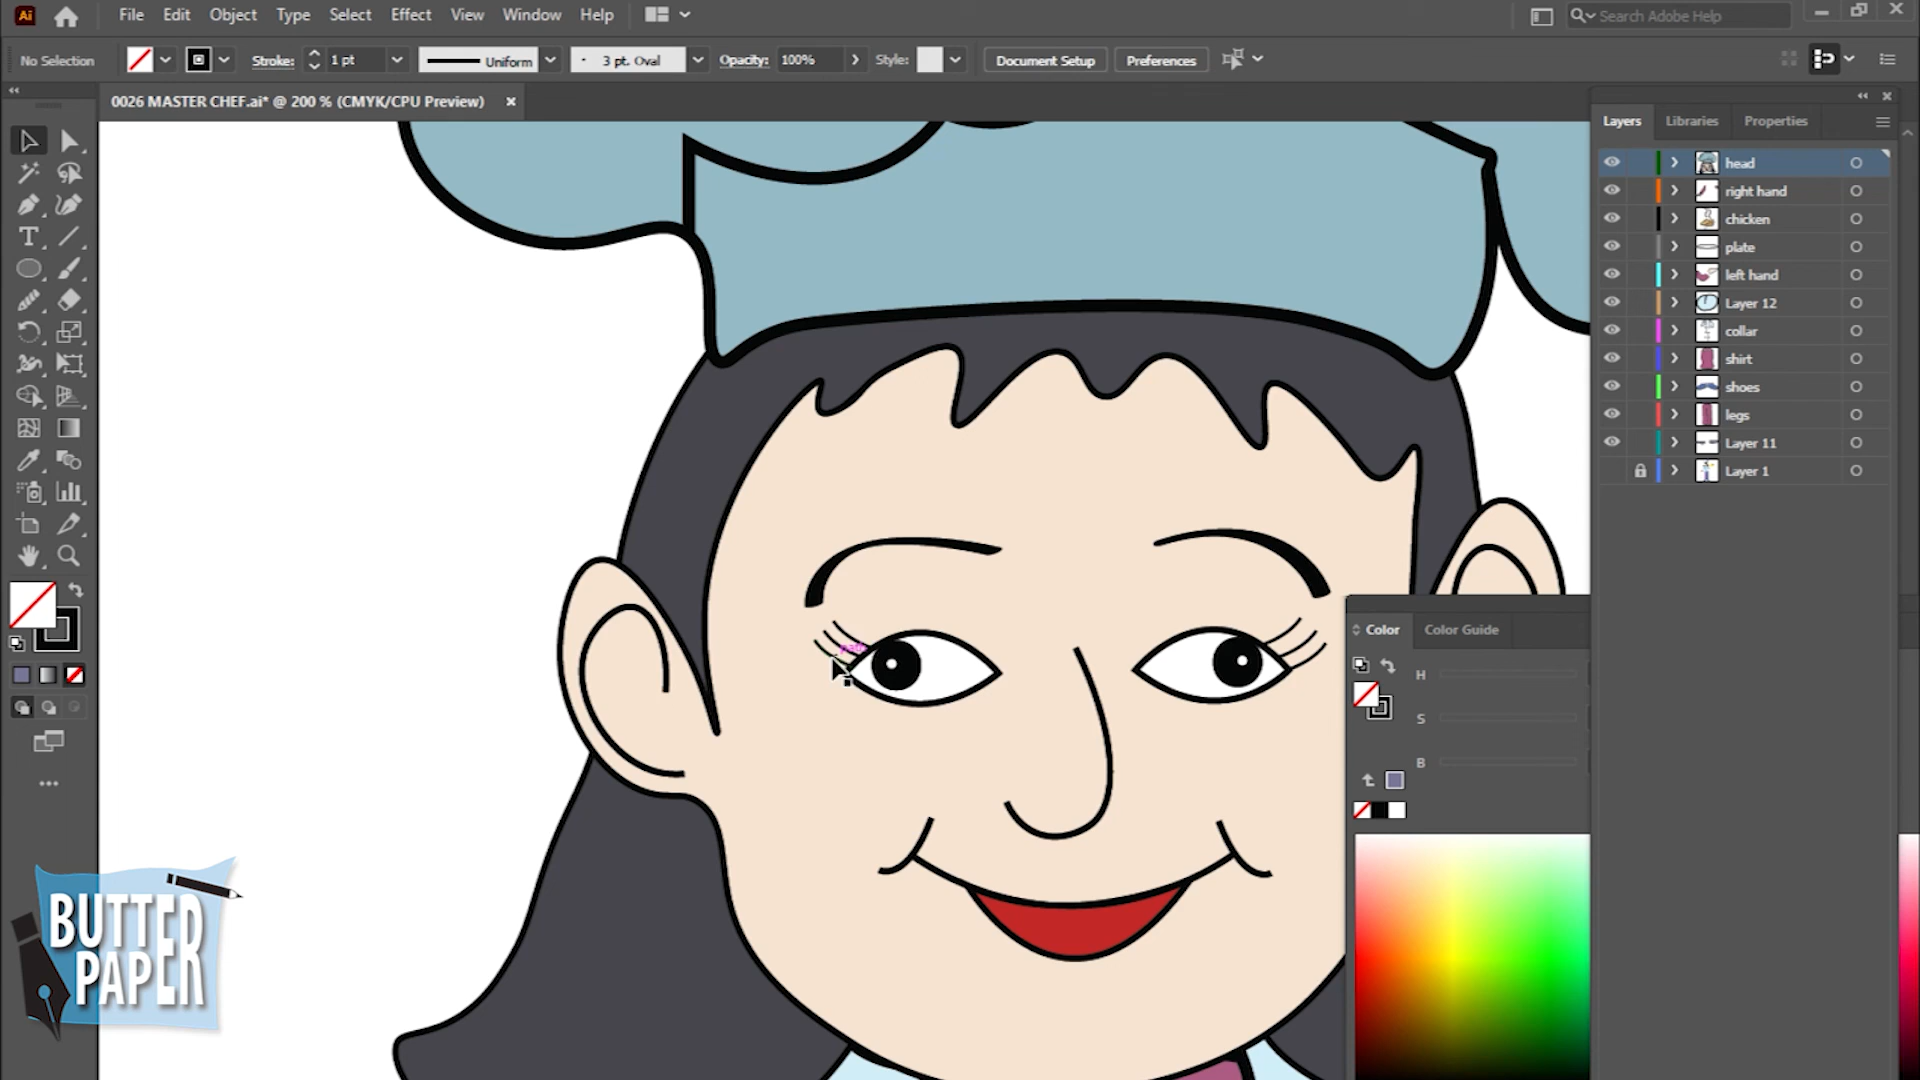 Ai File Edit Object Type Select Effect View Window Help Search Adobe Help
No Selection Stroke: 1 pt Uniform 3 pt. Oval Opacity: 100% Style: Document Setup Preferences
0026 MASTER CHEF.ai* @ 200 % (CMYK/CPU Preview)
Layers Libraries Properties
head
right hand
chicken
plate
left hand
Layer 12
collar
shirt
shoes
legs
Layer 11
Layer 1
path
Color Color Guide
H
S
B
BUTTER
PAPER